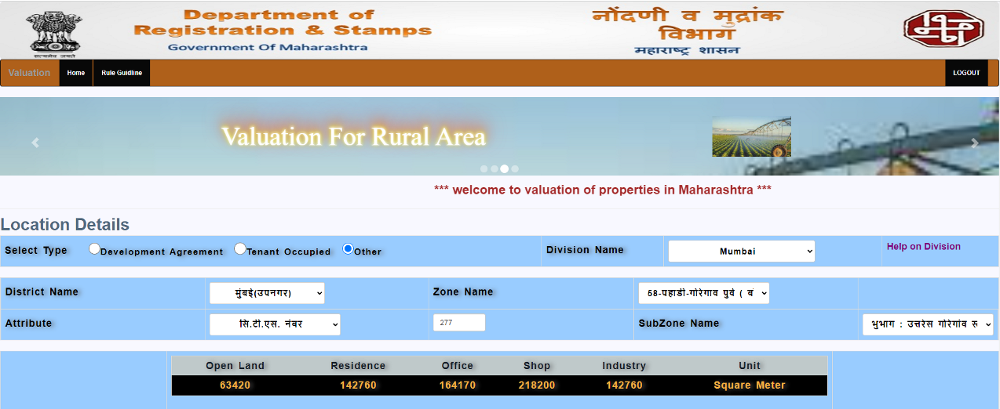 Department of
Registration & Stamps
Government Of Maharashtra
नोंदणी व मुद्रांक
विभाग
महाराष्ट्र शासन
सत्यमेव जयते
Valuation Home Rule Guidline LOGOUT
Valuation For Rural Area
*** welcome to valuation of properties in Maharashtra ***
Location Details
Select Type Development Agreement Tenant Occupied Other Division Name Mumbai Help on Division
District Name मुंबई(उपनगर) Zone Name 58-पहाडी-गोरेगाव पुर्व ( बो
Attribute सि.टी.एस. नंबर 277 SubZone Name भुभाग : उत्तरेस गोरेगांव स
Open Land Residence Office Shop Industry Unit
63420 142760 164170 218200 142760 Square Meter